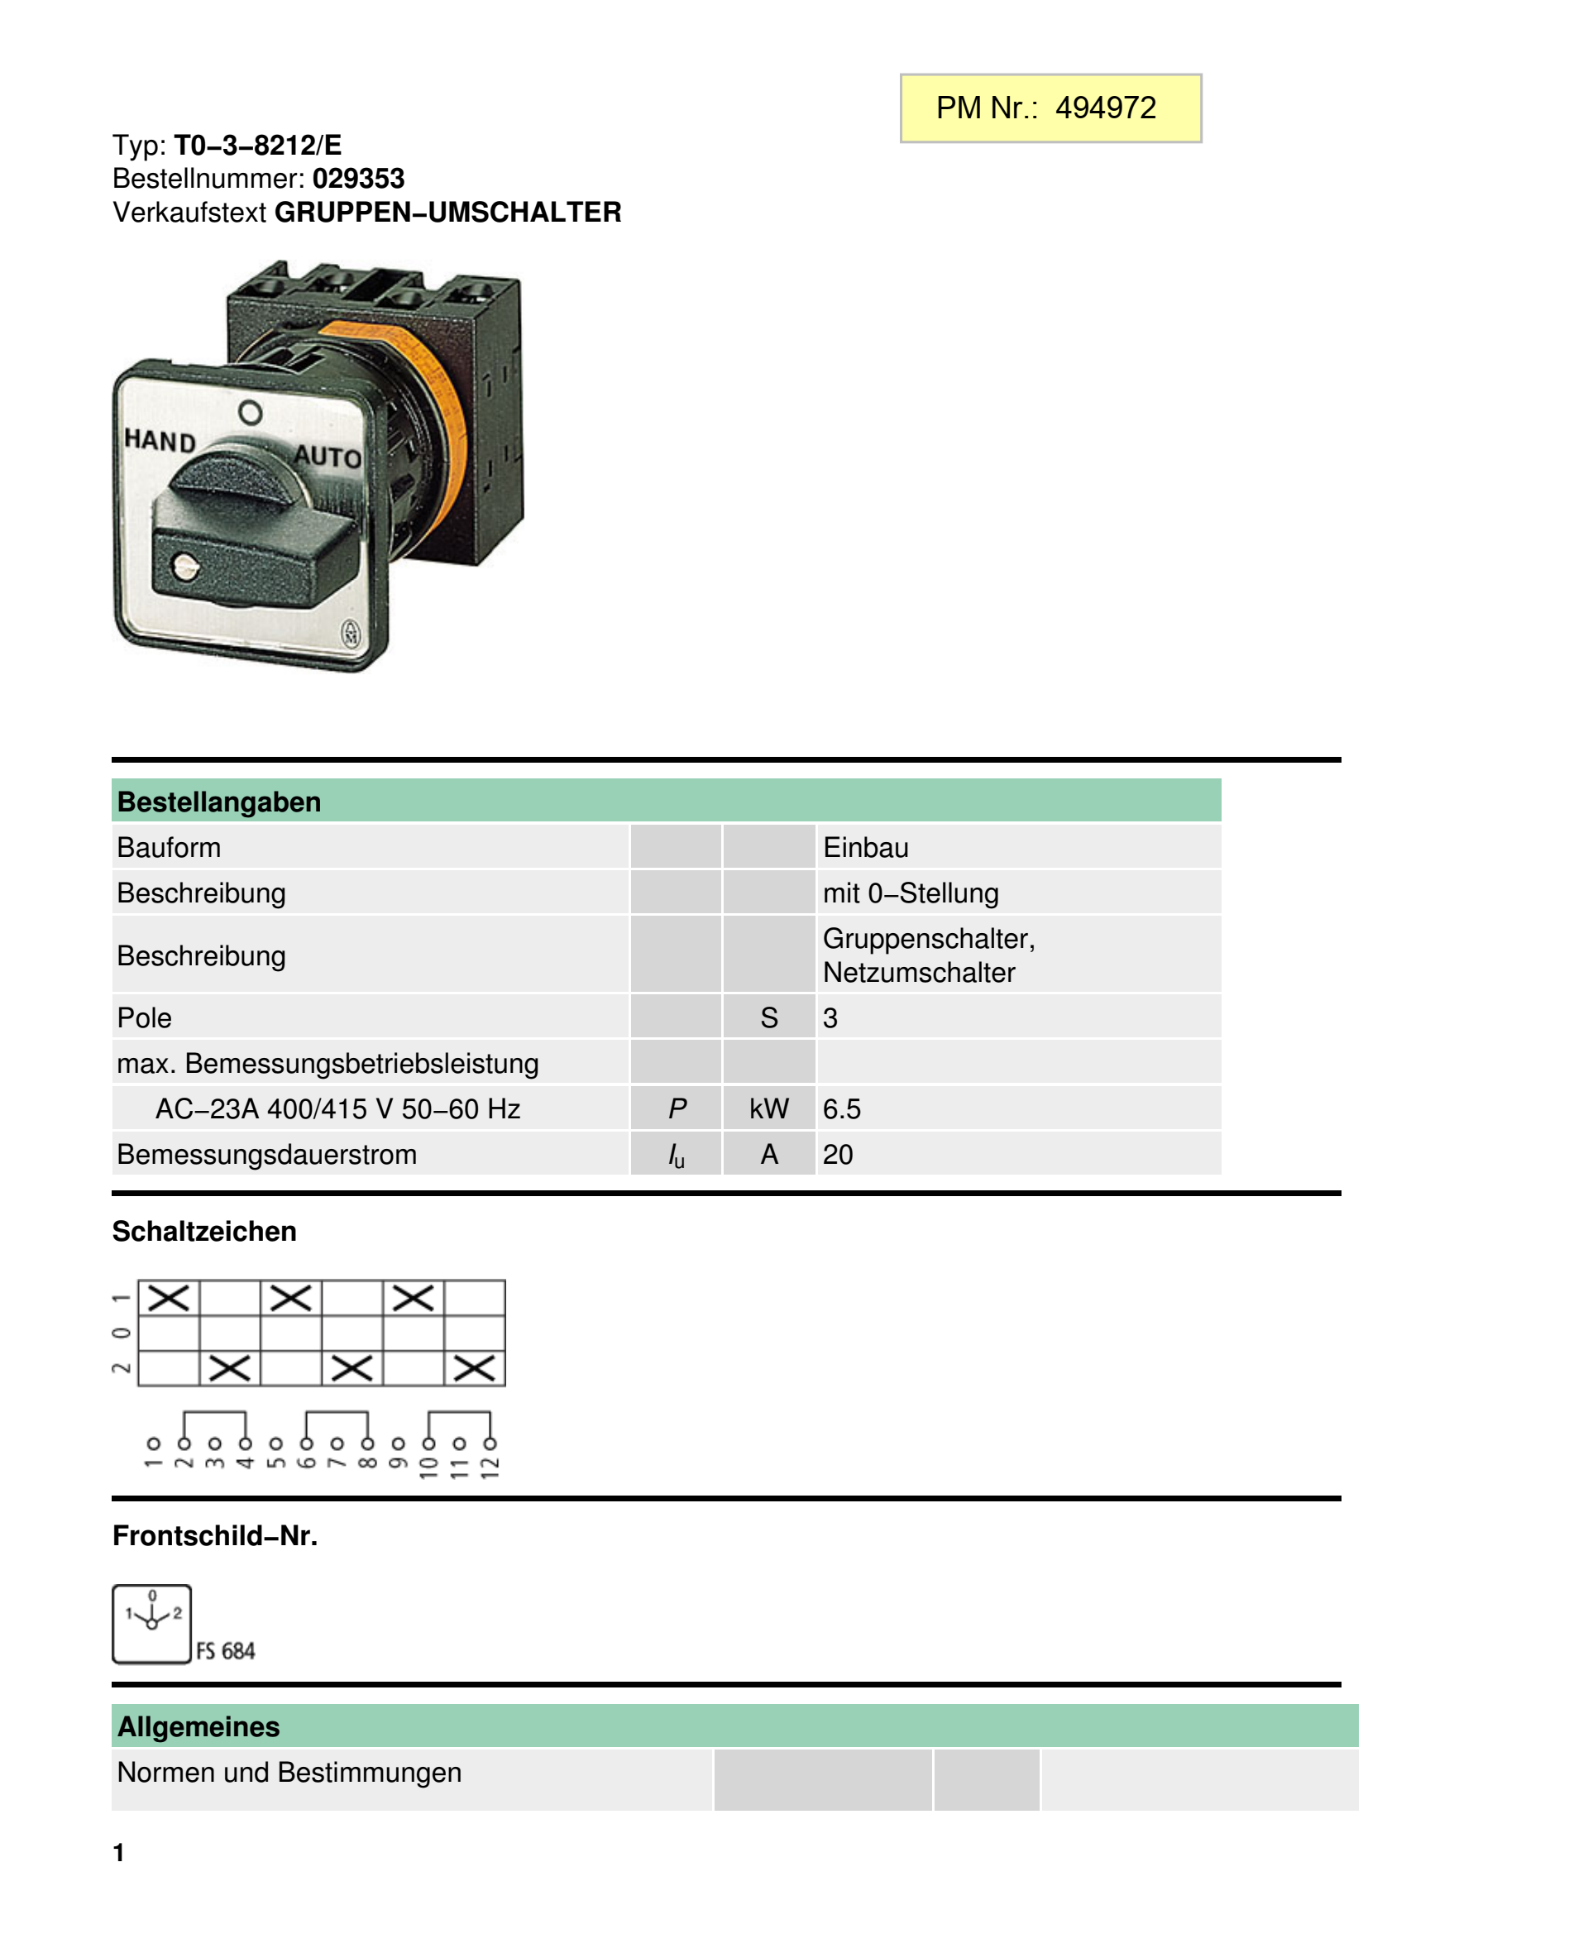 PM Nr.: 494972
Typ: T0−3−8212/E
Bestellnummer: 029353
Verkaufstext GRUPPEN−UMSCHALTER
HAND
AUTO
Bestellangaben
Bauform Einbau
Beschreibung mit 0−Stellung
Beschreibung Gruppenschalter,
Netzumschalter
Pole S 3
max. Bemessungsbetriebsleistung
AC−23A 400/415 V 50−60 Hz P kW 6.5
Bemessungsdauerstrom Iu A 20
Schaltzeichen
1
0
2
1 2 3 4 5 6 7 8 9 10 11 12
Frontschild−Nr.
0
1 2
FS 684
Allgemeines
Normen und Bestimmungen
1